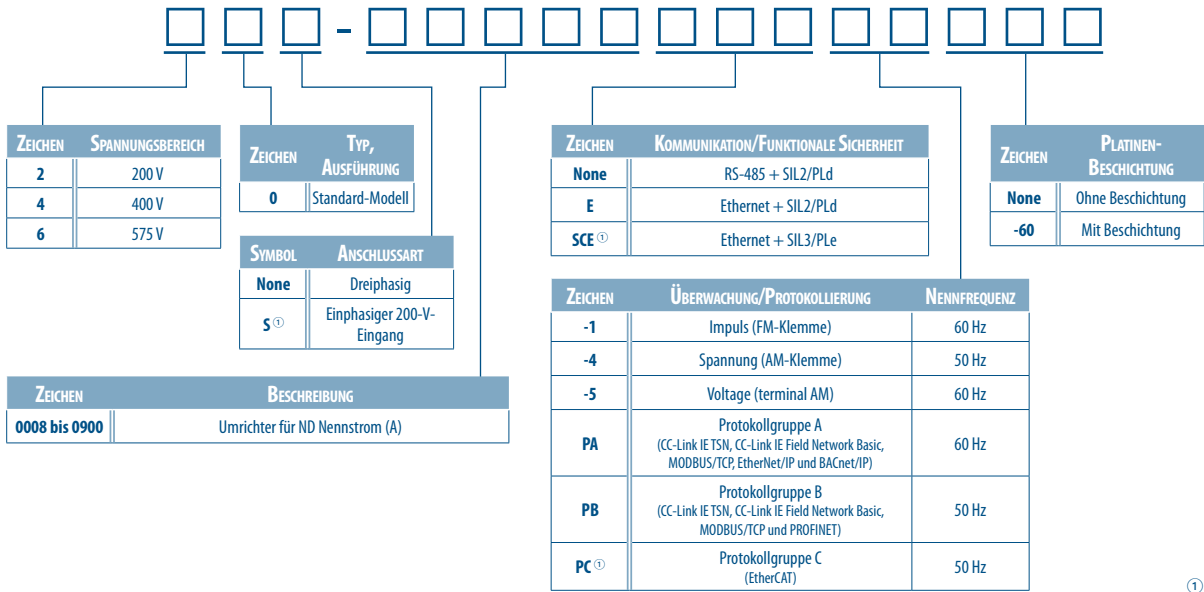 -
ZEICHEN SPANNUNGSBEREICH
2 200 V
4 400 V
6 575 V
ZEICHEN TYP, AUSFÜHRUNG
0 Standard-Modell
SYMBOL ANSCHLUSSART
None Dreiphasig
S ① Einphasiger 200-V-
Eingang
ZEICHEN BESCHREIBUNG
0008 bis 0900 Umrichter für ND Nennstrom (A)
ZEICHEN KOMMUNIKATION/FUNKTIONALE SICHERHEIT
None RS-485 + SIL2/PLd
E Ethernet + SIL2/PLd
SCE ① Ethernet + SIL3/PLe
ZEICHEN ÜBERWACHUNG/PROTOKOLLIERUNG NENNFREQUENZ
-1 Impuls (FM-Klemme) 60 Hz
-4 Spannung (AM-Klemme) 50 Hz
-5 Voltage (terminal AM) 60 Hz
PA Protokollgruppe A
(CC-Link IE TSN, CC-Link IE Field Network Basic,
MODBUS/TCP, EtherNet/IP und BACnet/IP) 60 Hz
PB Protokollgruppe B
(CC-Link IE TSN, CC-Link IE Field Network Basic,
MODBUS/TCP und PROFINET) 50 Hz
PC ① Protokollgruppe C
(EtherCAT) 50 Hz
ZEICHEN PLATINEN-
BESCHICHTUNG
None Ohne Beschichtung
-60 Mit Beschichtung
①